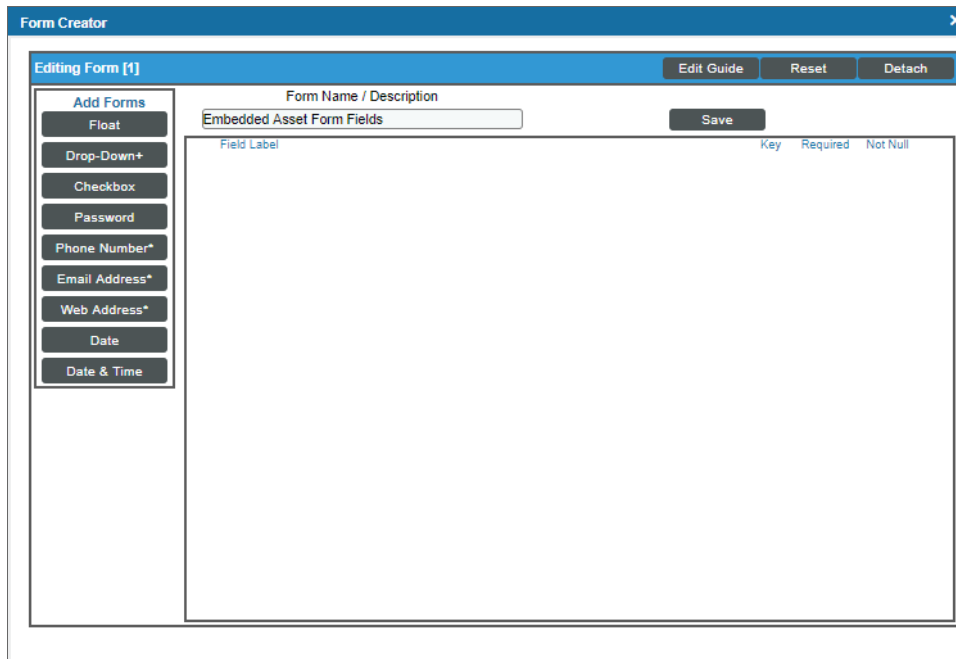 Form Creator
×
Editing Form [1]
Edit Guide
Reset
Detach
Add Forms
Form Name / Description
Float
Embedded Asset Form Fields
Save
Field Label
Key
Required
Not Null
Drop-Down+
Checkbox
Password
Phone Number*
Email Address*
Web Address*
Date
Date & Time